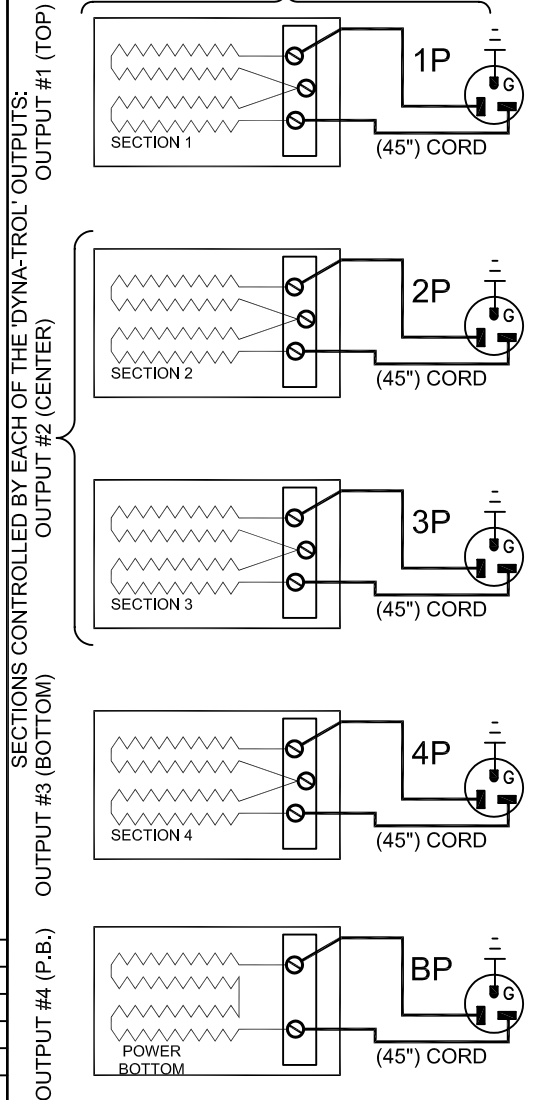 SECTIONS CONTROLLED BY EACH OF THE 'DYNA-TROL' OUTPUTS:
OUTPUT #1 (TOP)
SECTION 1
1P
G
(45") CORD
OUTPUT #2 (CENTER)
SECTION 2
2P
G
(45") CORD
SECTION 3
3P
G
(45") CORD
OUTPUT #3 (BOTTOM)
SECTION 4
4P
G
(45") CORD
OUTPUT #4 (P.B.)
POWER
BOTTOM
BP
G
(45") CORD